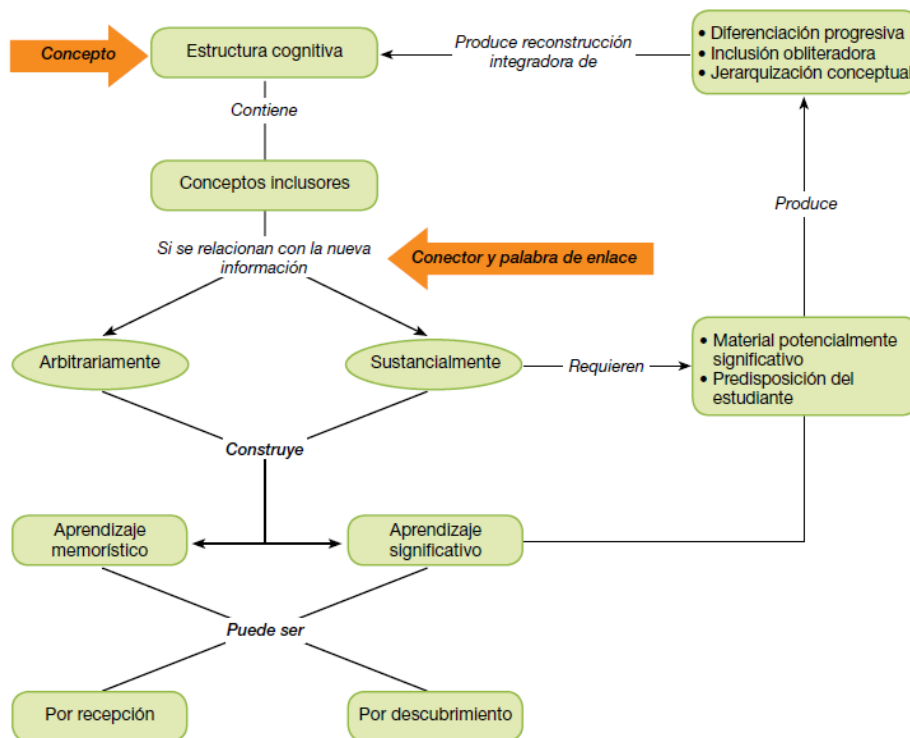 Concepto
Estructura cognitiva
Produce reconstrucción
integradora de
• Diferenciación progresiva
• Inclusión obliteradora
• Jerarquización conceptual
Contiene
Conceptos inclusores
Produce
Si se relacionan con la nueva
información
Conector y palabra de enlace
Arbitrariamente
Sustancialmente
Requieren
• Material potencialmente
significativo
• Predisposición del
estudiante
Construye
Aprendizaje
memorístico
Aprendizaje
significativo
Puede ser
Por recepción
Por descubrimiento